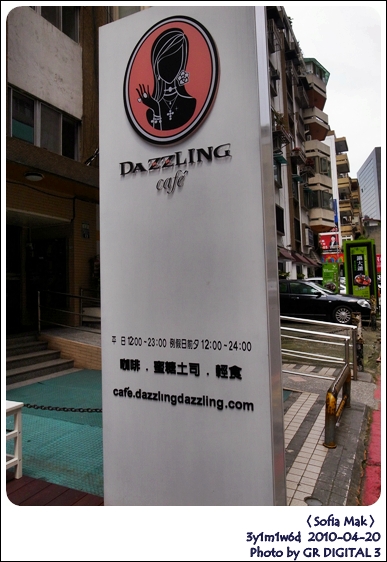 DAZZLING
café
平 日 12:00-23:00 例假日前夕 12:00-24:00
咖啡.蜜糖土司.輕食
cafe.dazzlingdazzling.com
《Sofia Mak》
3y1m1w6d 2010-04-20
Photo by GR DIGITAL 3